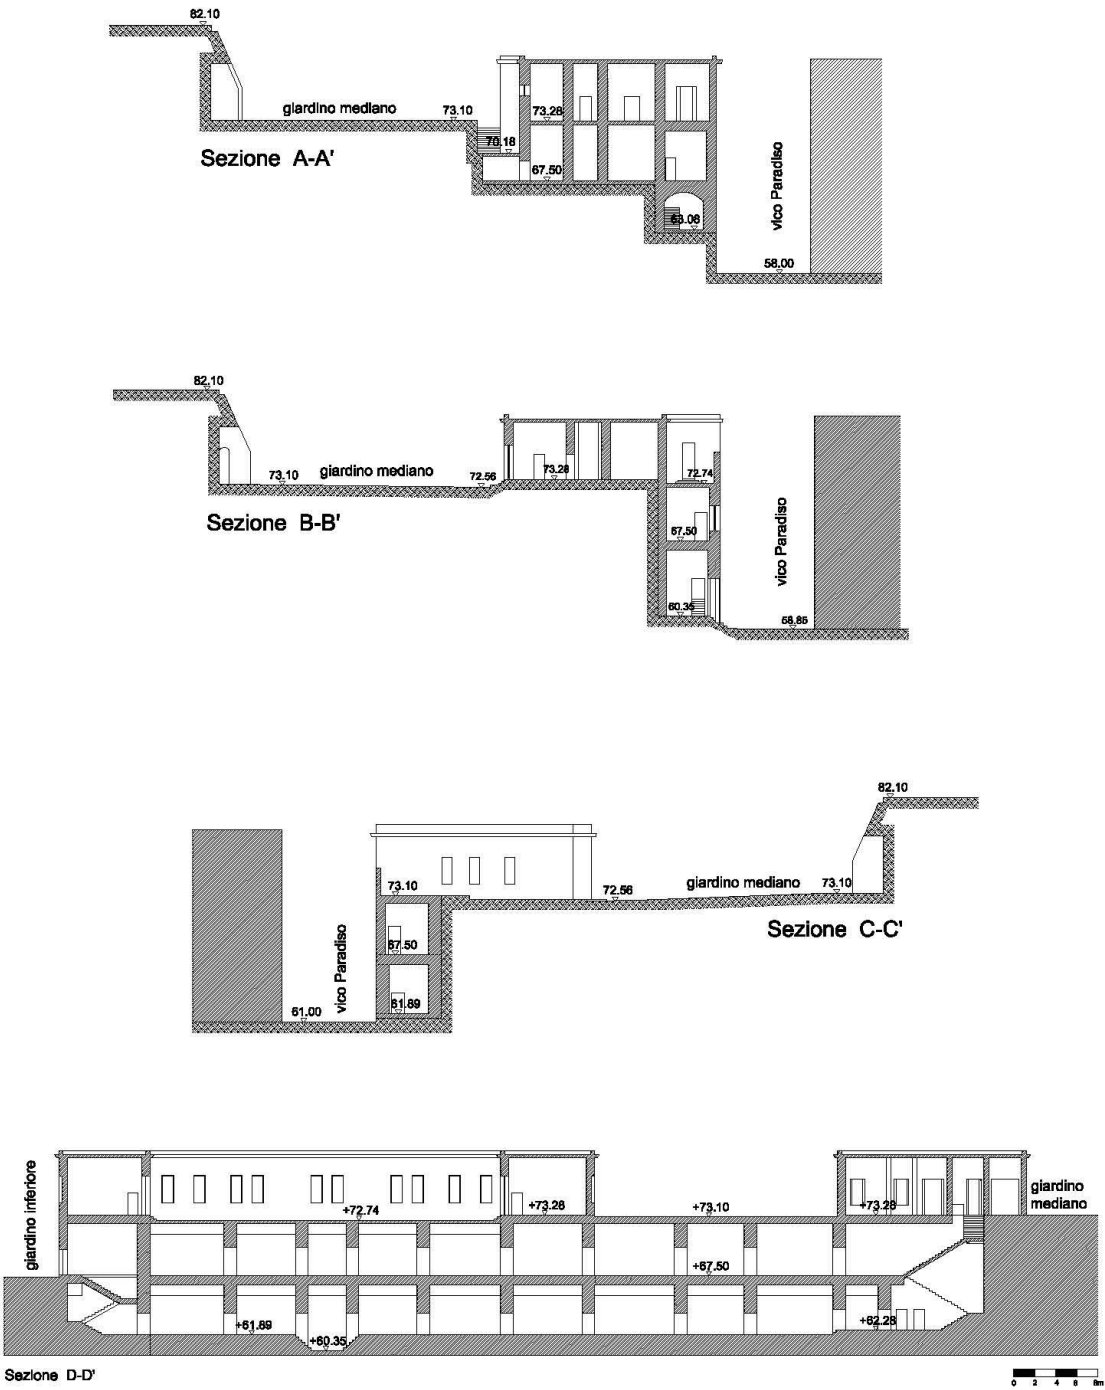 82.10
giardino mediano
73.10
73.28
70.18
67.50
Sezione A-A'
63.08
vico Paradiso
58.00
82.10
73.10
giardino mediano
72.56
73.28
72.74
Sezione B-B'
67.50
vico Paradiso
60.35
58.85
82.10
73.10
72.56
giardino mediano
73.10
Sezione C-C'
67.50
vico Paradiso
61.89
61.00
giardino inferiore
+72.74
+73.28
+73.10
+73.28
giardino
mediano
+67.50
+61.89
+60.35
+62.28
Sezione D-D'
0 2 4 6 8m